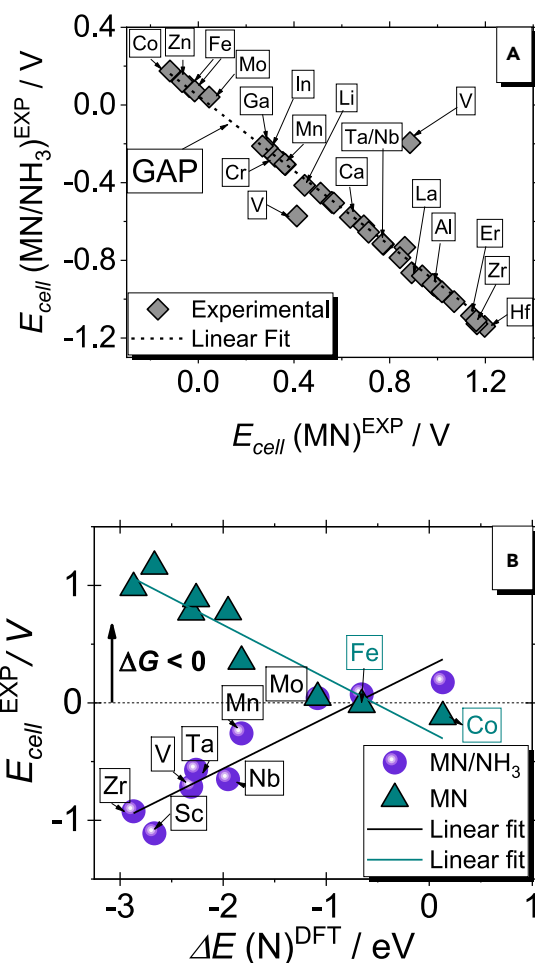 A
Co
Zn
Fe
Mo
Ga
In
Li
Mn
Ta/Nb
V
GAP
Cr
V
Ca
La
Al
Er
Zr
Hf
Experimental
Linear Fit
E_cell (MN/NH₃)^EXP / V
0.4
0.0
-0.4
-0.8
-1.2
0.0 0.4 0.8 1.2
E_cell (MN)^EXP / V
B
ΔG < 0
Mo
Fe
Mn
Co
V
Ta
Nb
Zr
Sc
MN/NH₃
MN
Linear fit
Linear fit
E_cell^EXP / V
1
0
-1
-3 -2 -1 0 1
ΔE (N)^DFT / eV